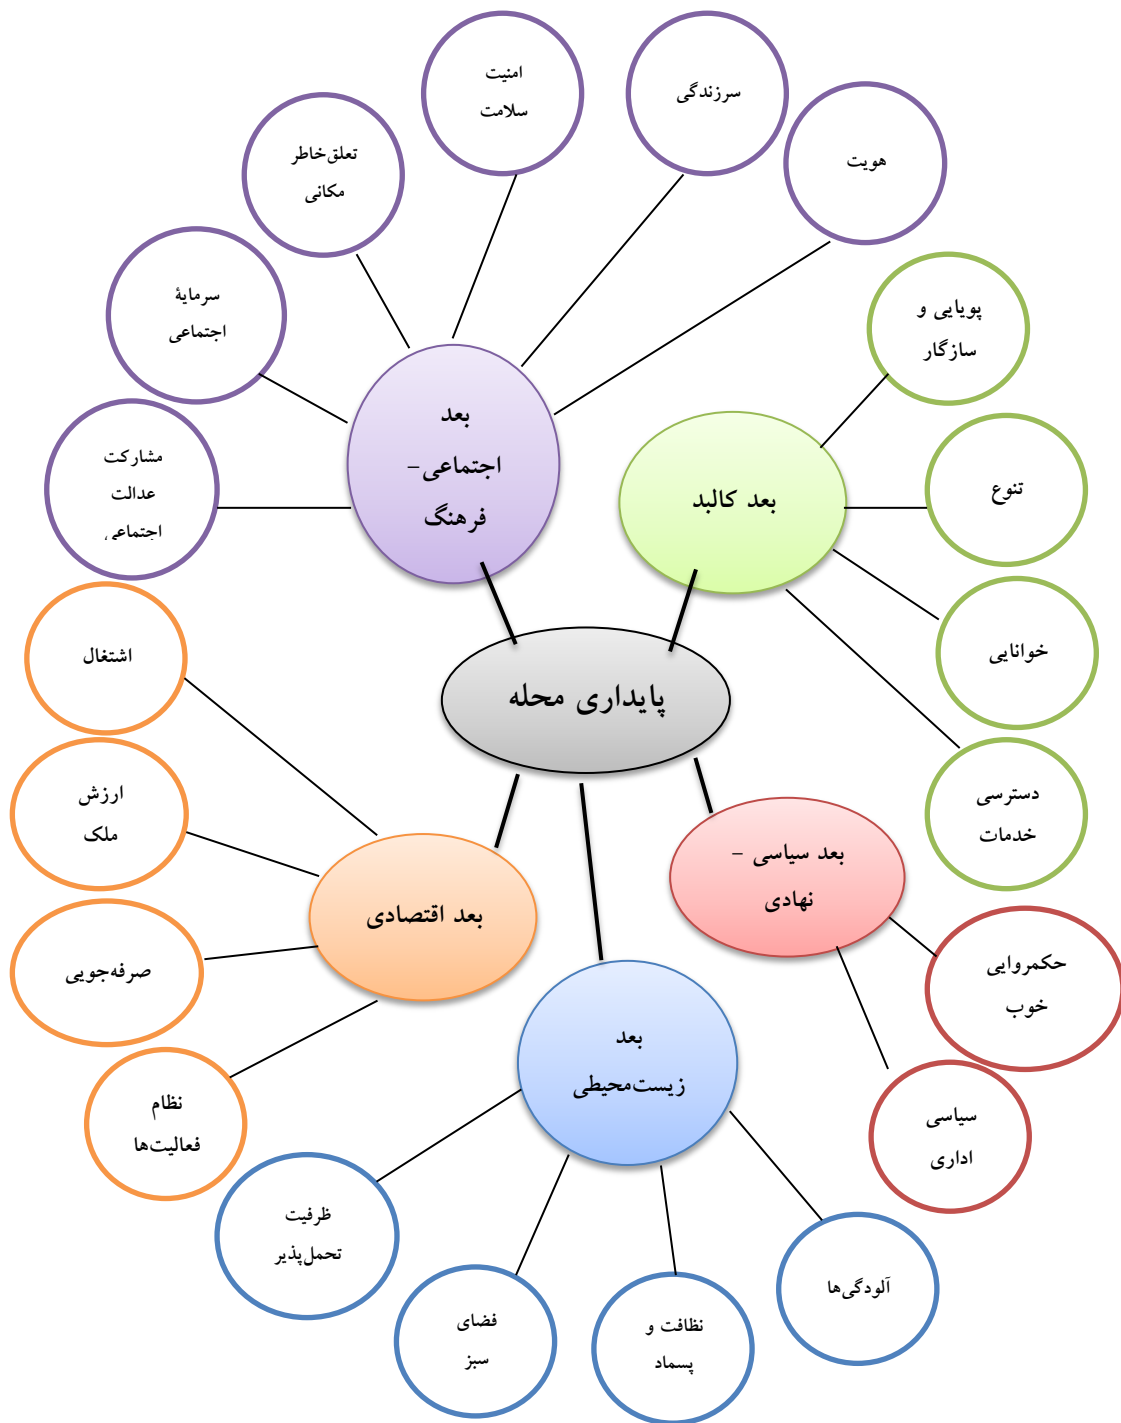 امنیت
سلامت
سرزندگی
هویت
تعلق‌خاطر
مکانی
سرمایۀ
اجتماعی
مشارکت
عدالت
اجتماعی
بعد
اجتماعی-
فرهنگ
پویایی و
سازگار
تنوع
خوانایی
دسترسی
خدمات
بعد کالبد
پایداری محله
اشتغال
ارزش
ملک
صرفه‌جویی
نظام
فعالیت‌ها
بعد اقتصادی
بعد سیاسی -
نهادی
حکمروایی
خوب
سیاسی
اداری
بعد
زیست‌محیطی
ظرفیت
تحمل‌پذیر
فضای
سبز
نظافت و
پسماد
آلودگی‌ها